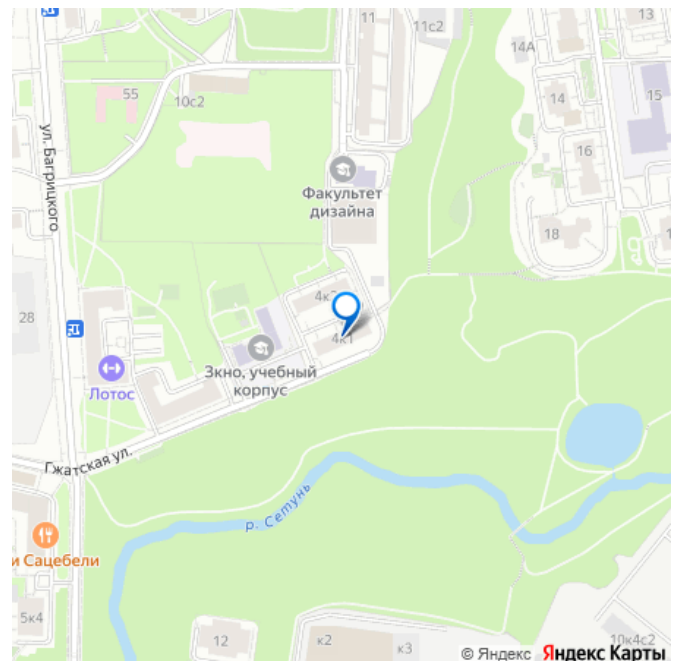 11
11с2
13
14А
14
15
55
10с2
16
ул. Багрицкого
Факультет
дизайна
18
28
4к1
Зкно, учебный
корпус
Лотос
Гжатская ул.
р. Сетунь
и Сацебели
5к4
12
к2
к3
10к4с2
© Яндекс Яндекс Карты